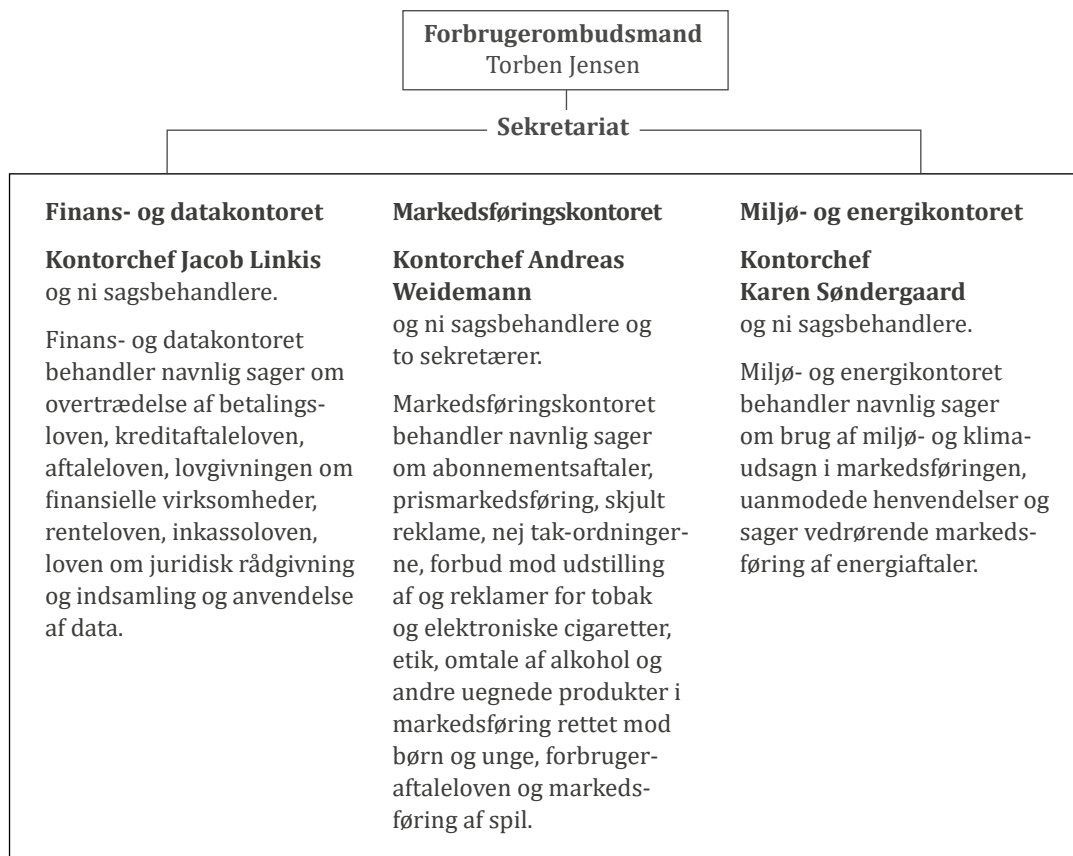 Forbrugerombudsmand
Torben Jensen
Sekretariat
Finans- og datakontoret
Kontorchef Jacob Linkis
og ni sagsbehandlere.
Finans- og datakontoret
behandler navnlig sager om
overtrædelse af betalings-
loven, kreditaftaleloven,
aftaleloven, lovgivningen om
finansielle virksomheder,
renteloven, inkassoloven,
loven om juridisk rådgivning
og indsamling og anvendelse
af data.
Markedsføringskontoret
Kontorchef Andreas
Weidemann
og ni sagsbehandlere og
to sekretærer.
Markedsføringskontoret
behandler navnlig sager
om abonnementsaftaler,
prismarkedsføring, skjult
reklame, nej tak-ordninger-
ne, forbud mod udstilling
af og reklamer for tobak
og elektroniske cigaretter,
etik, omtale af alkohol og
andre uegnede produkter i
markedsføring rettet mod
børn og unge, forbruger-
aftaleloven og markeds-
føring af spil.
Miljø- og energikontoret
Kontorchef
Karen Søndergaard
og ni sagsbehandlere.
Miljø- og energikontoret
behandler navnlig sager
om brug af miljø- og klima-
udsagn i markedsføringen,
uanmodede henvendelser og
sager vedrørende markeds-
føring af energiaftaler.